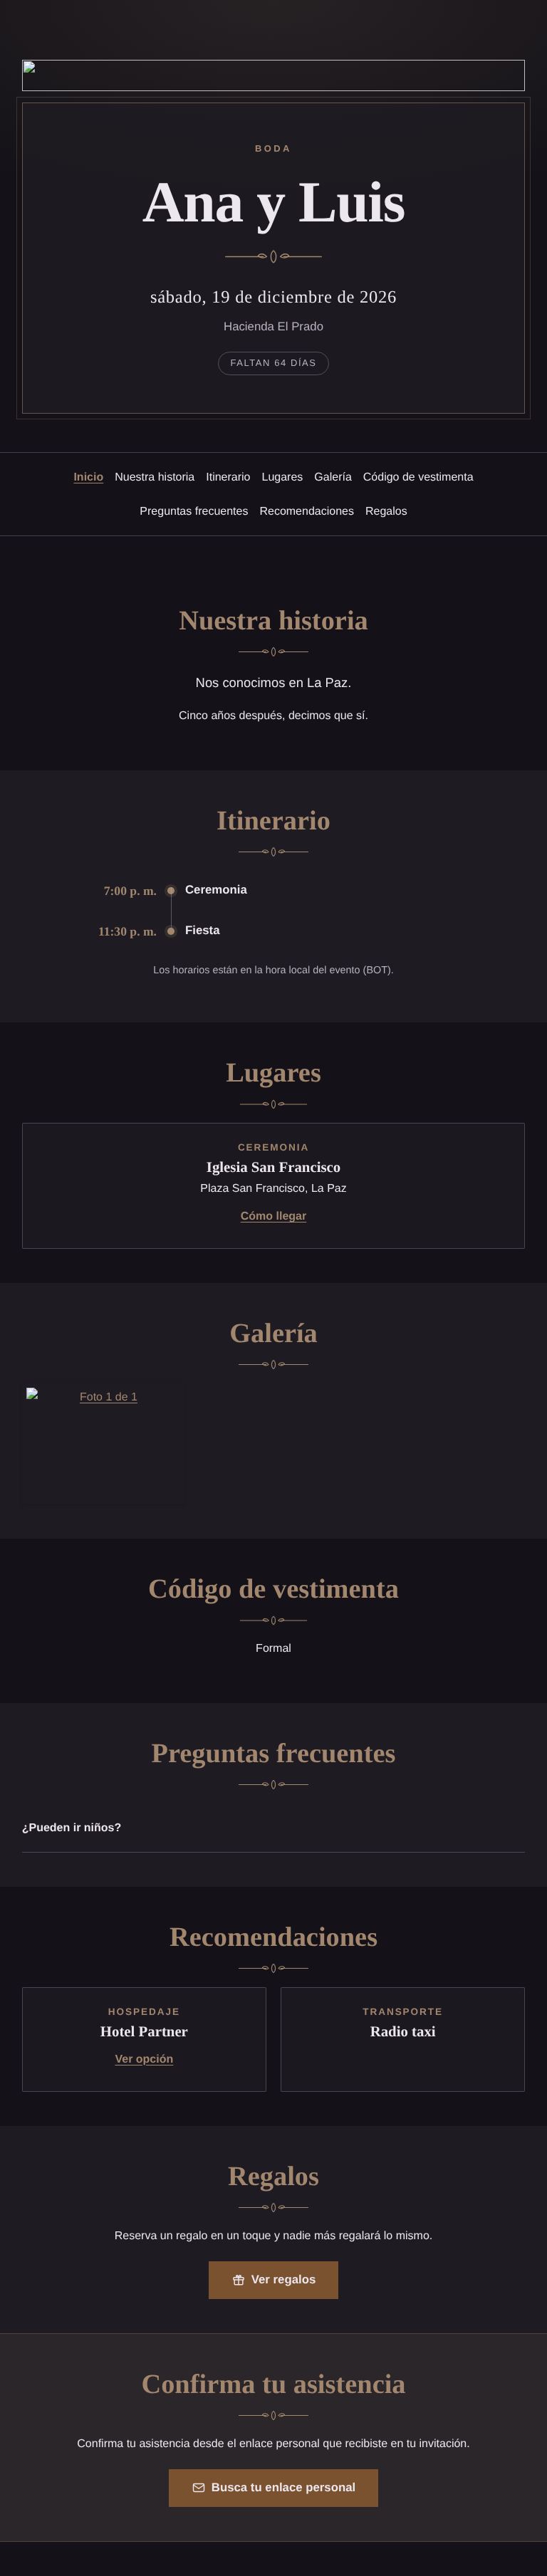 BODA
Ana y Luis
sábado, 19 de diciembre de 2026
Hacienda El Prado
FALTAN 64 DÍAS
Inicio Nuestra historia Itinerario Lugares Galería Código de vestimenta
Preguntas frecuentes Recomendaciones Regalos
Nuestra historia
Nos conocimos en La Paz.
Cinco años después, decimos que sí.
Itinerario
7:00 p. m. Ceremonia
11:30 p. m. Fiesta
Los horarios están en la hora local del evento (BOT).
Lugares
CEREMONIA
Iglesia San Francisco
Plaza San Francisco, La Paz
Cómo llegar
Galería
Foto 1 de 1
Código de vestimenta
Formal
Preguntas frecuentes
¿Pueden ir niños?
Recomendaciones
HOSPEDAJE
Hotel Partner
Ver opción
TRANSPORTE
Radio taxi
Regalos
Reserva un regalo en un toque y nadie más regalará lo mismo.
Ver regalos
Confirma tu asistencia
Confirma tu asistencia desde el enlace personal que recibiste en tu invitación.
Busca tu enlace personal